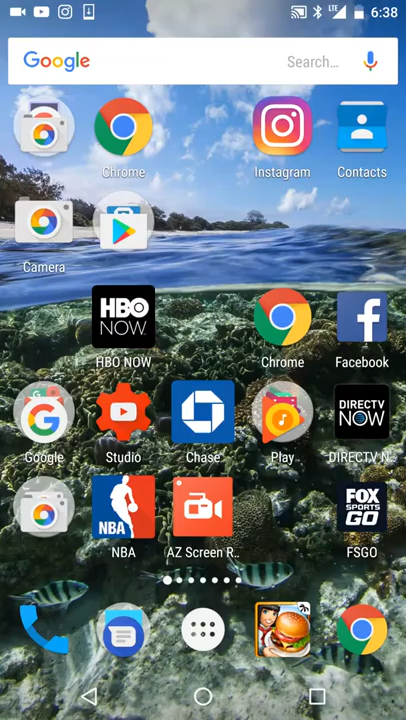 LTE 6:38
Google Search...
Chrome Instagram Contacts
Camera
HBO
NOW.
HBO NOW Chrome Facebook
DIRECTV
NOW
Google Studio Chase Play DIRECTV N...
NBA
FOX
SPORTS
GO
NBA AZ Screen R... FSGO